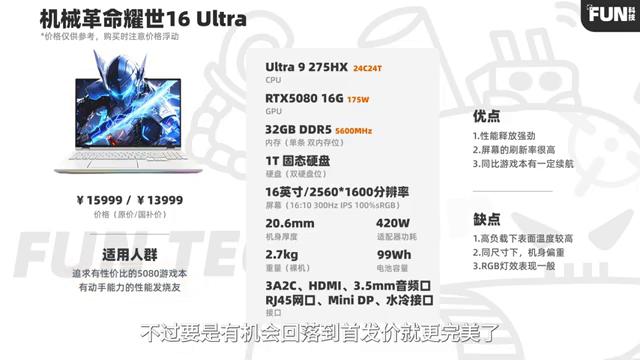 机械革命耀世16 Ultra
*价格仅供参考，购买时注意价格浮动
FUN科技
Ultra 9 275HX 24C24T
CPU
RTX5080 16G 175W
GPU
32GB DDR5 5600MHz
内存（单条 双内存位）
1T 固态硬盘
硬盘（双硬盘位）
16英寸/2560*1600分辨率
屏幕（16:10 300Hz IPS 100%sRGB）
20.6mm 420W
机身厚度 适配器功耗
2.7kg 99Wh
重量（裸机） 电池容量
3A2C、HDMI、3.5mm音频口
RJ45网口、Mini DP、水冷接口
接口
￥15999 / ￥13999
价格（原价/国补价）
适用人群
追求有性价比的5080游戏本
有动手能力的性能发烧友
优点
1.性能释放强劲
2.屏幕的刷新率很高
3.同比游戏本有一定续航
缺点
1.高负载下表面温度较高
2.同尺寸下，机身偏重
3.RGB灯效表现一般
FUN TEC
不过要是有机会回落到首发价就更完美了